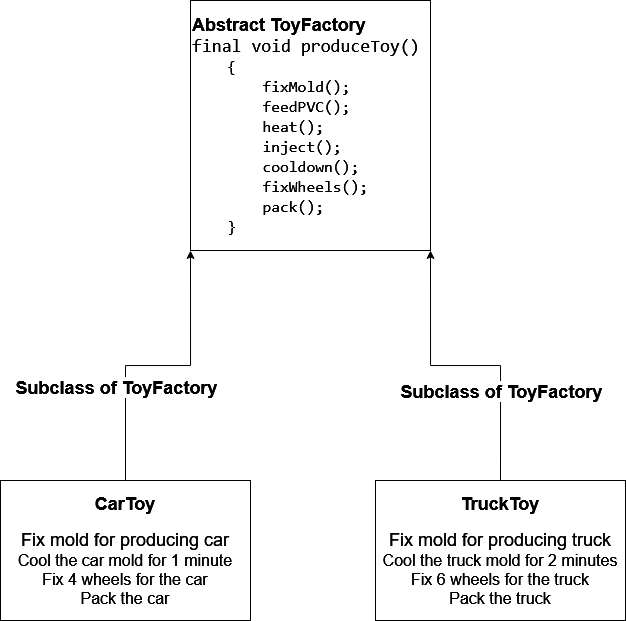 Abstract ToyFactory
final void produceToy()
{
fixMold();
feedPVC();
heat();
inject();
cooldown();
fixWheels();
pack();
}
Subclass of ToyFactory
Subclass of ToyFactory
CarToy
Fix mold for producing car
Cool the car mold for 1 minute
Fix 4 wheels for the car
Pack the car
TruckToy
Fix mold for producing truck
Cool the truck mold for 2 minutes
Fix 6 wheels for the truck
Pack the truck